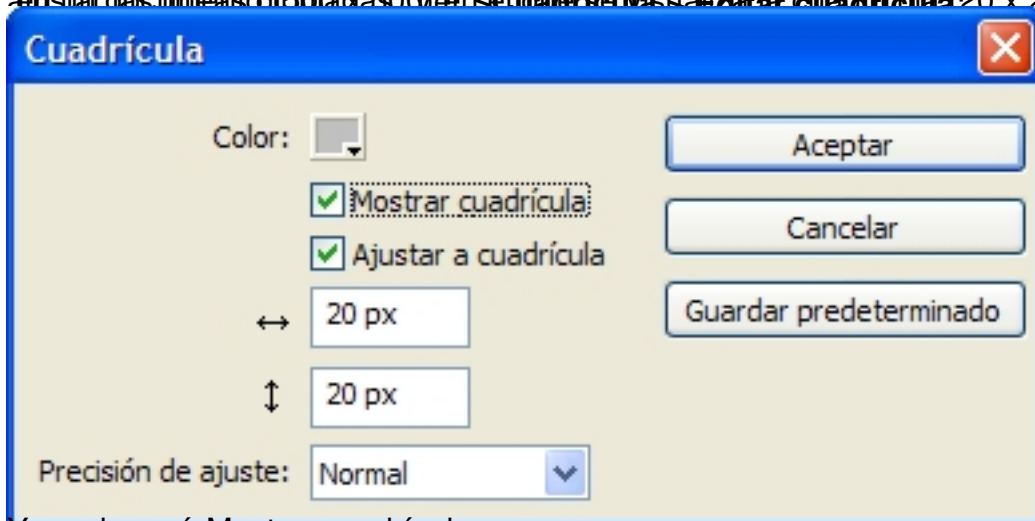 Cuadrícula
Color:
Aceptar
Mostrar cuadrícula
Cancelar
Ajustar a cuadrícula
20 px
Guardar predeterminado
20 px
Precisión de ajuste: Normal